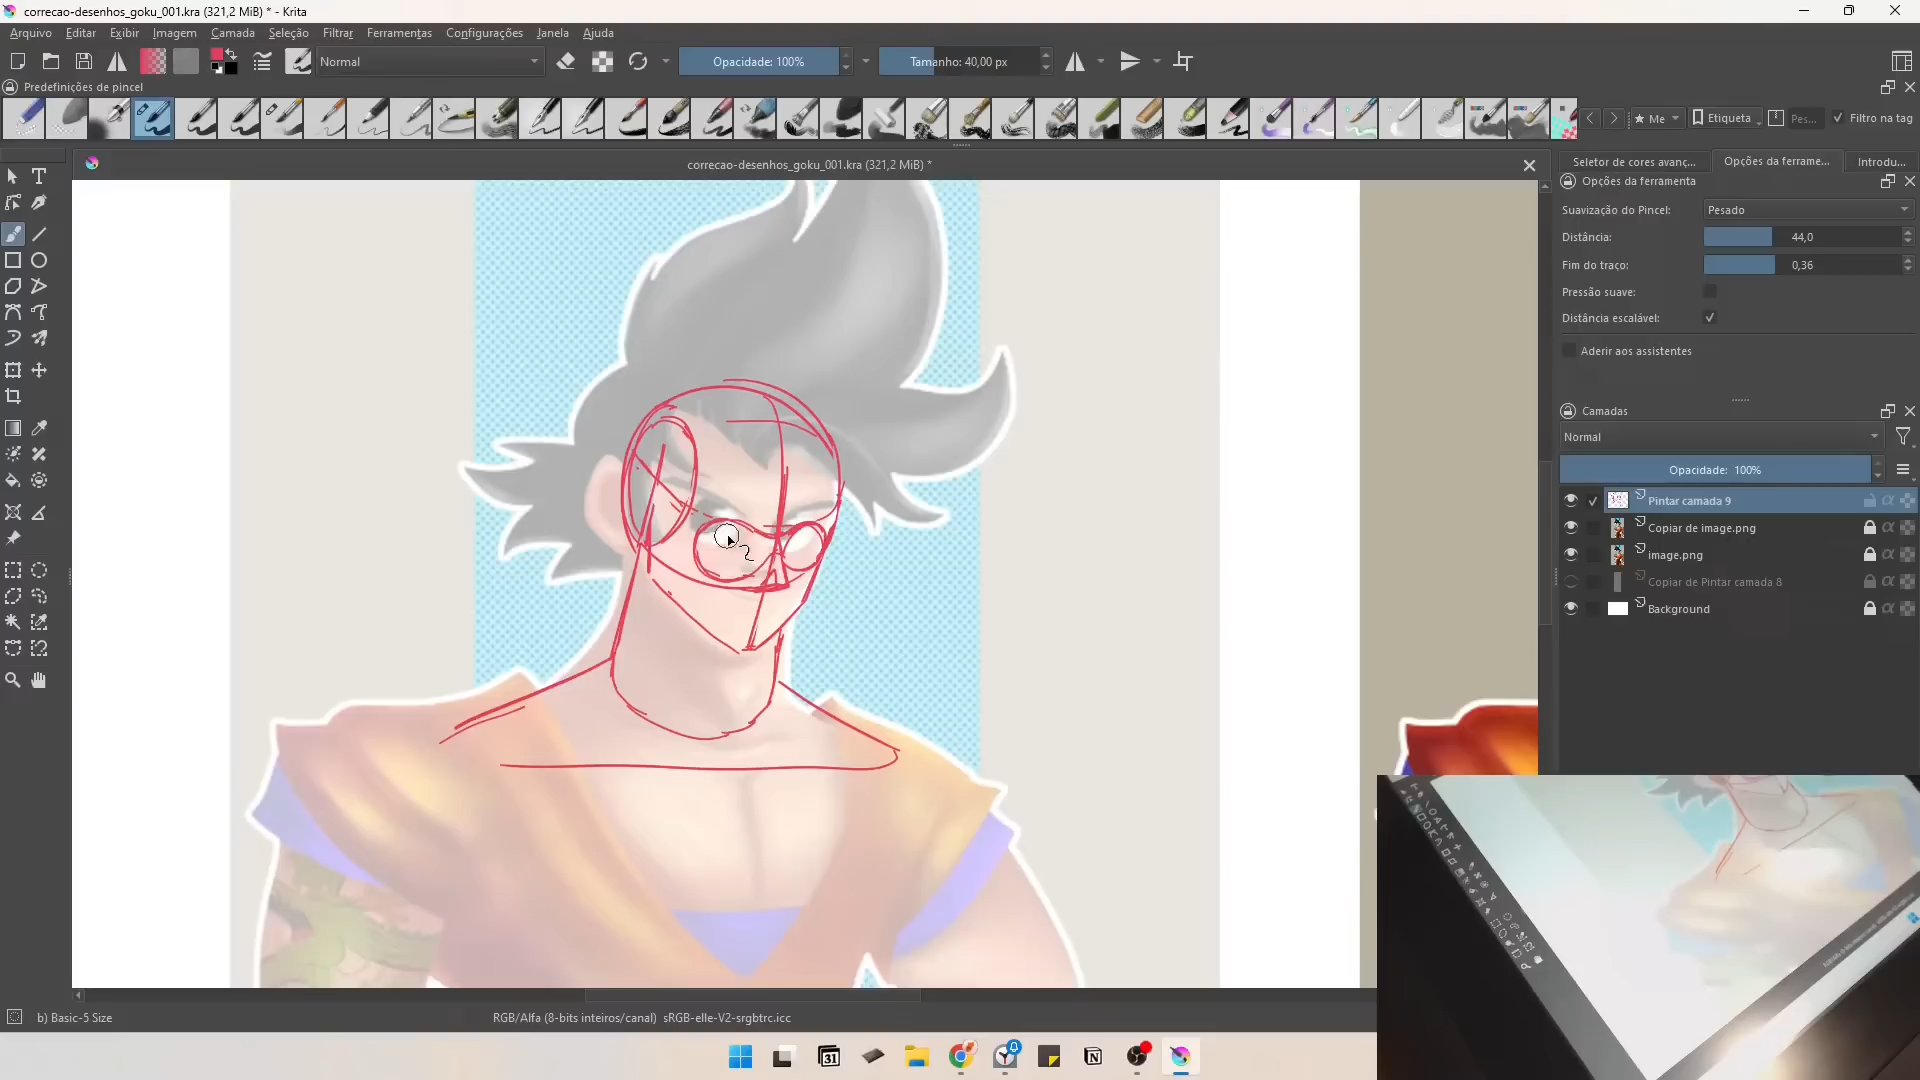 correcao-desenhos_goku_001.kra (321,2 MiB) * - Krita
Arquivo Editar Exibir Imagem Camada Seleção Filtrar Ferramentas Configurações Janela Ajuda
Normal Opacidade: 100% Tamanho: 40,00 px
Predefinições de pincel
Me Etiqueta Pes... Filtro na tag
correcao-desenhos_goku_001.kra (321,2 MiB) *
Seletor de cores avanç... Opções da ferrame... Introdu...
Opções da ferramenta
Suavização do Pincel: Pesado
Distância: 44,0
Fim do traço: 0,36
Pressão suave:
Distância escalável:
Aderir aos assistentes
Camadas
Normal
Opacidade: 100%
Pintar camada 9
Copiar de image.png
image.png
Copiar de Pintar camada 8
Background
b) Basic-5 Size
RGB/Alfa (8-bits inteiros/canal) sRGB-elle-V2-srgbtrc.icc
31